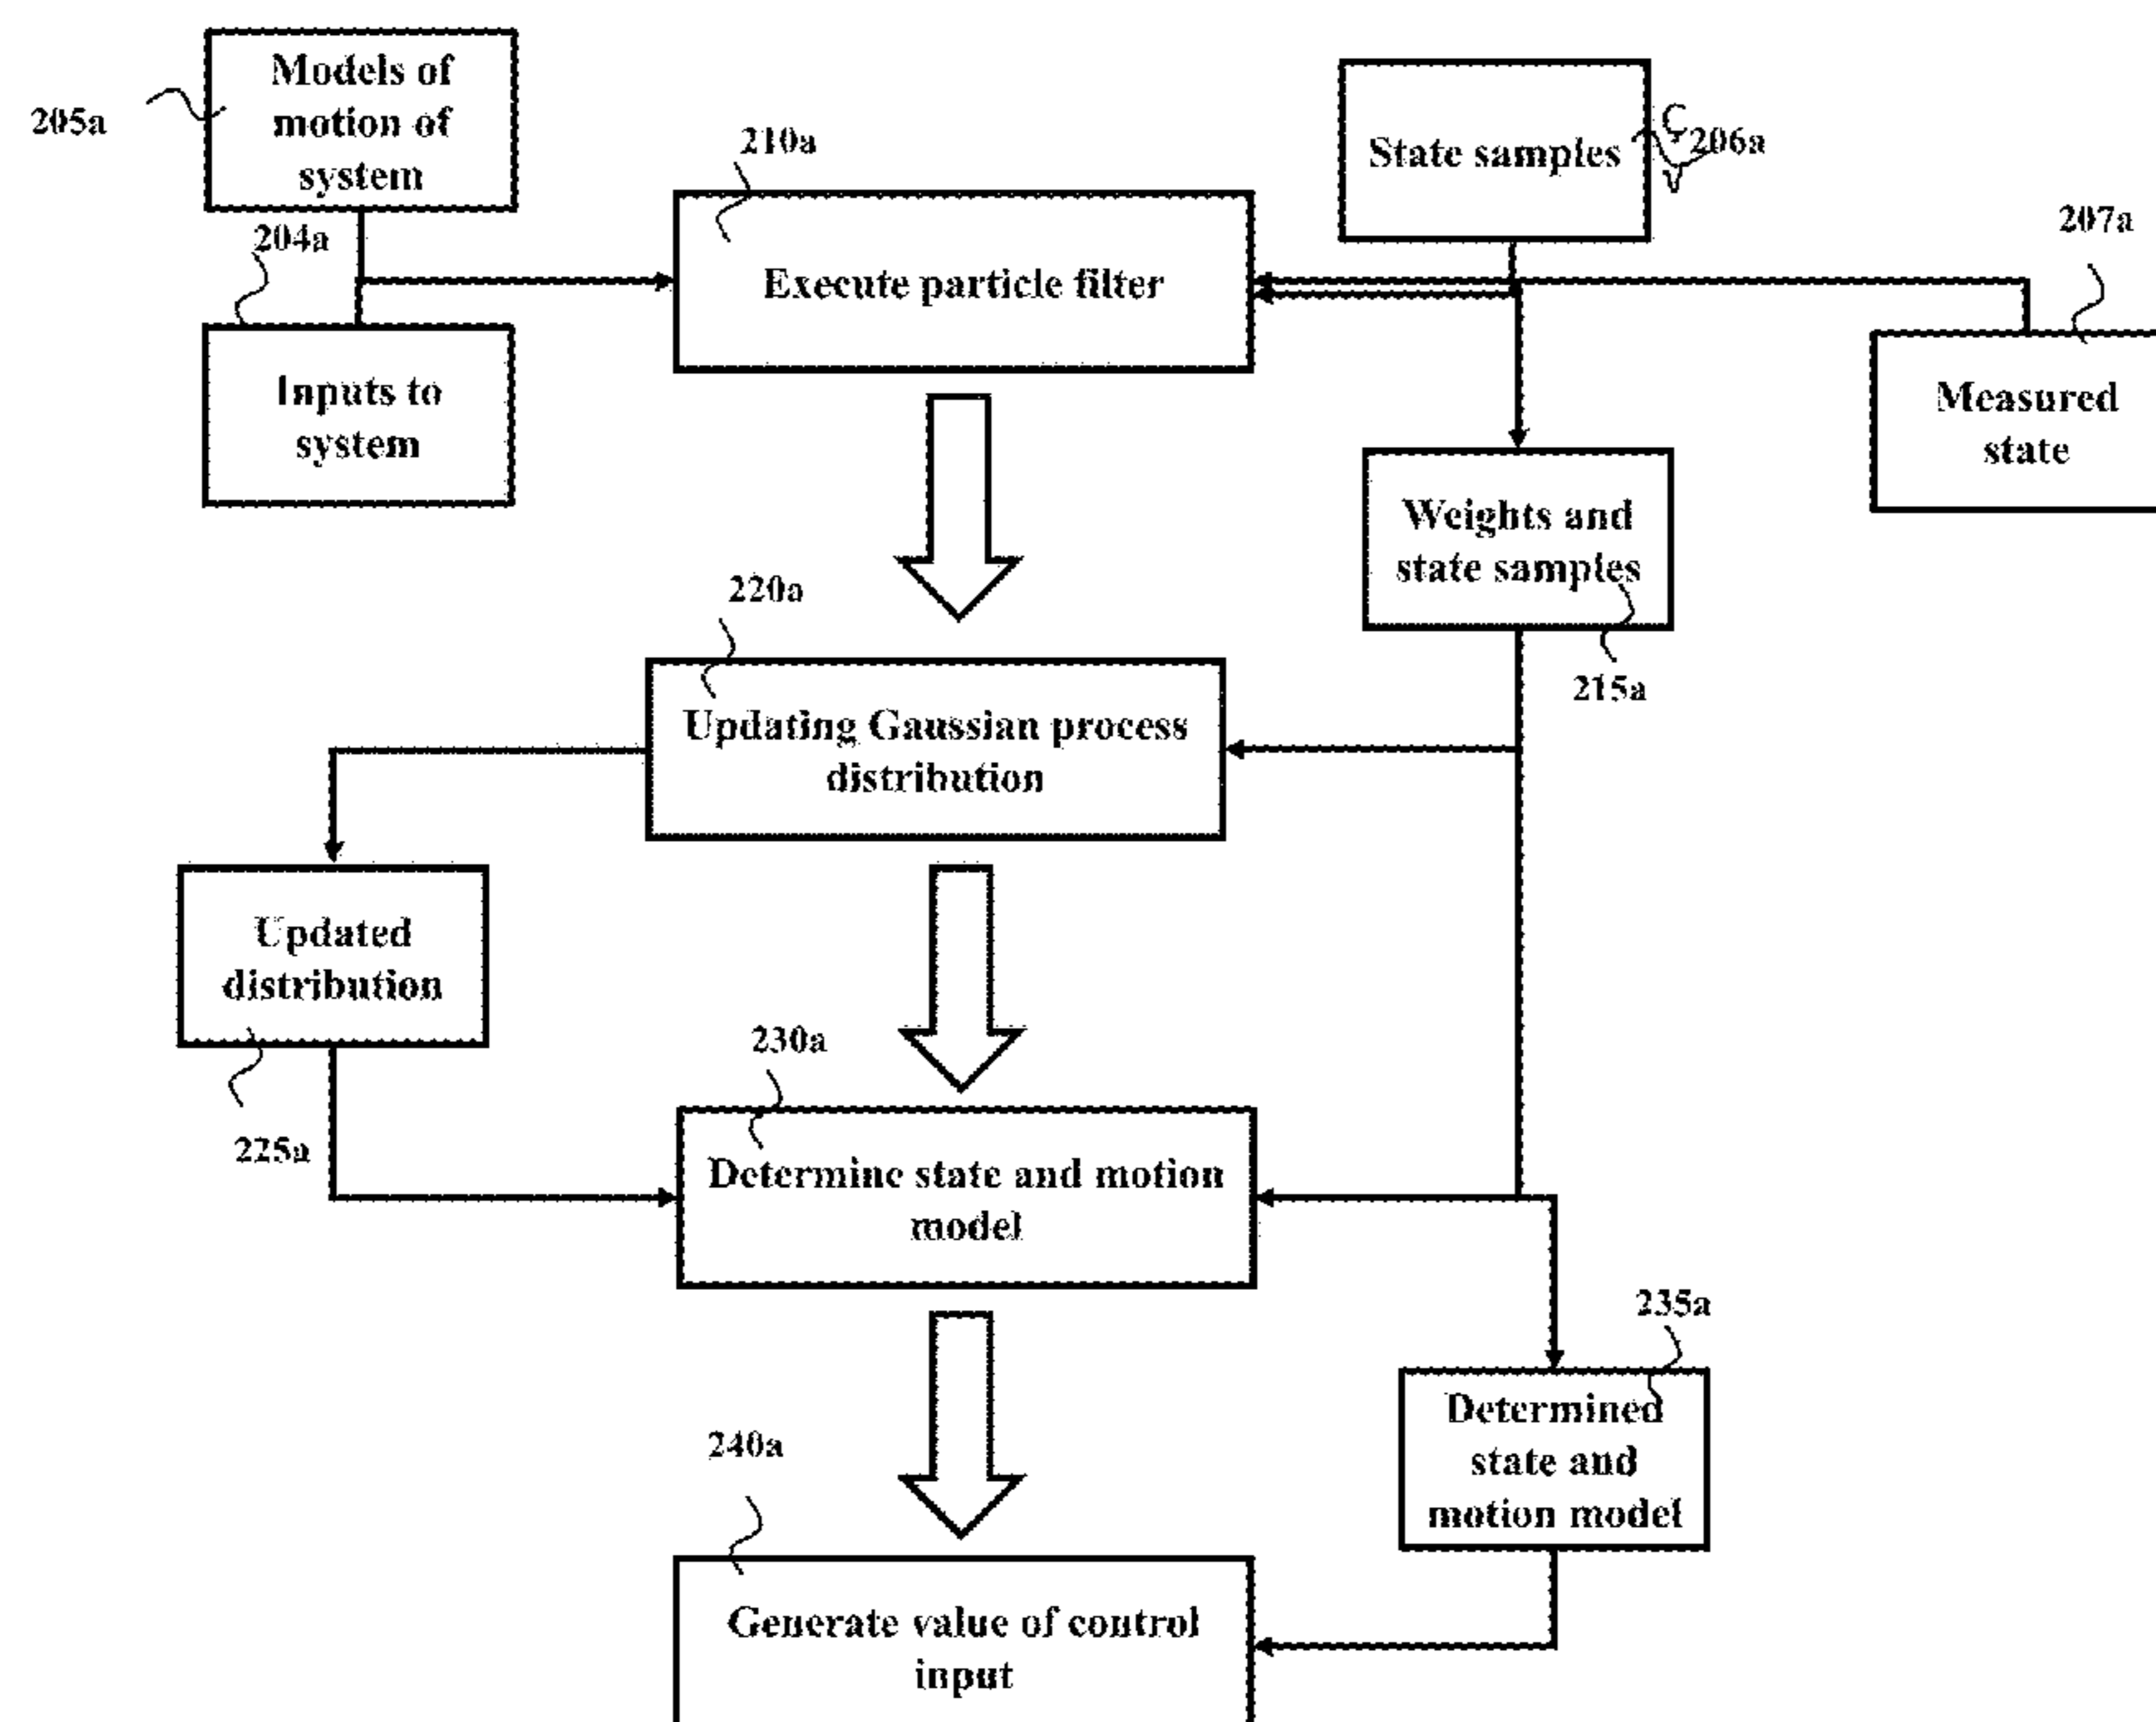 Models of
motion of
system
205a
State samples
206a
210a
Execute particle filter
204a
Inputs to
system
207a
Measured
state
Weights and
state samples
215a
220a
Updating Gaussian process
distribution
Updated
distribution
225a
230a
Determine state and motion
model
235a
Determined
state and
motion model
240a
Generate value of control
input